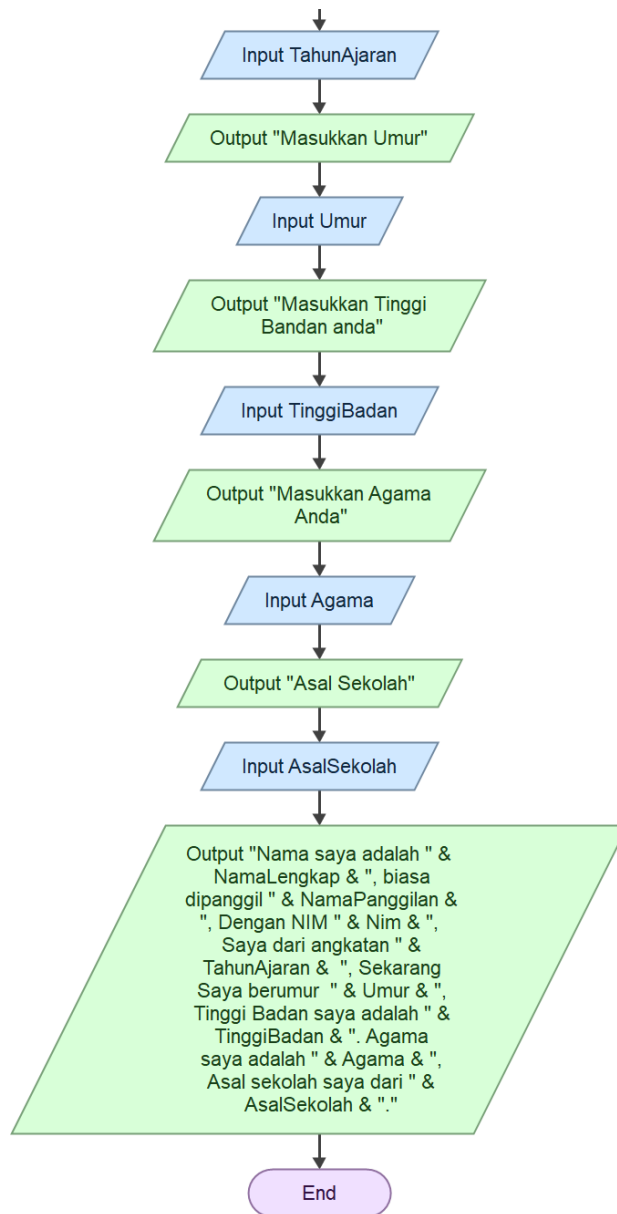 Input TahunAjaran
Output "Masukkan Umur"
Input Umur
Output "Masukkan Tinggi
Bandan anda"
Input TinggiBadan
Output "Masukkan Agama
Anda"
Input Agama
Output "Asal Sekolah"
Input AsalSekolah
Output "Nama saya adalah " &
NamaLengkap & ", biasa
dipanggil " & NamaPanggilan &
", Dengan NIM " & Nim & ",
Saya dari angkatan " &
TahunAjaran &  ", Sekarang
Saya berumur  " & Umur & ",
Tinggi Badan saya adalah " &
TinggiBadan & ". Agama
saya adalah " & Agama & ",
Asal sekolah saya dari " &
AsalSekolah & "."
End